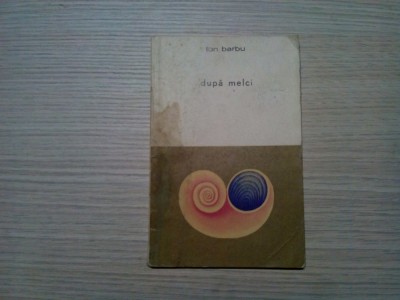 ion barbu
după melci